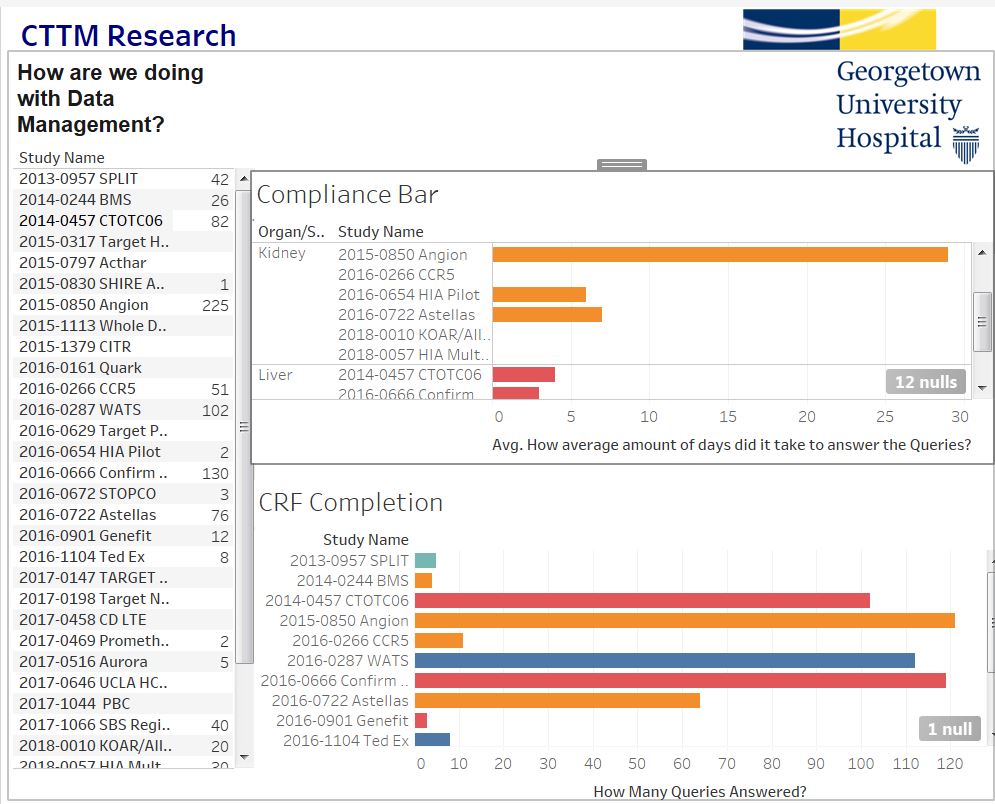 CTTM Research
How are we doing
with Data
Management?
Georgetown
University
Hospital
Study Name
2013-0957 SPLIT 42
2014-0244 BMS 26
2014-0457 CTOTC06 82
2015-0317 Target H..
2015-0797 Acthar
2015-0830 SHIRE A.. 1
2015-0850 Angion 225
2015-1113 Whole D..
2015-1379 CITR
2016-0161 Quark
2016-0266 CCR5 51
2016-0287 WATS 102
2016-0629 Target P..
2016-0654 HIA Pilot 2
2016-0666 Confirm .. 130
2016-0672 STOPCO 3
2016-0722 Astellas 76
2016-0901 Genefit 12
2016-1104 Ted Ex 8
2017-0147 TARGET ..
2017-0198 Target N..
2017-0458 CD LTE
2017-0469 Prometh.. 2
2017-0516 Aurora 5
2017-0646 UCLA HC..
2017-1044 PBC
2017-1066 SBS Regi.. 40
2018-0010 KOAR/All.. 20
2018-0057 HIA Mult..
Compliance Bar
Organ/S.. Study Name
Kidney 2015-0850 Angion
2016-0266 CCR5
2016-0654 HIA Pilot
2016-0722 Astellas
2018-0010 KOAR/All..
2018-0057 HIA Mult..
Liver 2014-0457 CTOTC06
2016-0666 Confirm
12 nulls
0 5 10 15 20 25 30
Avg. How average amount of days did it take to answer the Queries?
CRF Completion
Study Name
2013-0957 SPLIT
2014-0244 BMS
2014-0457 CTOTC06
2015-0850 Angion
2016-0266 CCR5
2016-0287 WATS
2016-0666 Confirm ..
2016-0722 Astellas
2016-0901 Genefit
2016-1104 Ted Ex
1 null
0 10 20 30 40 50 60 70 80 90 100 110 120
How Many Queries Answered?